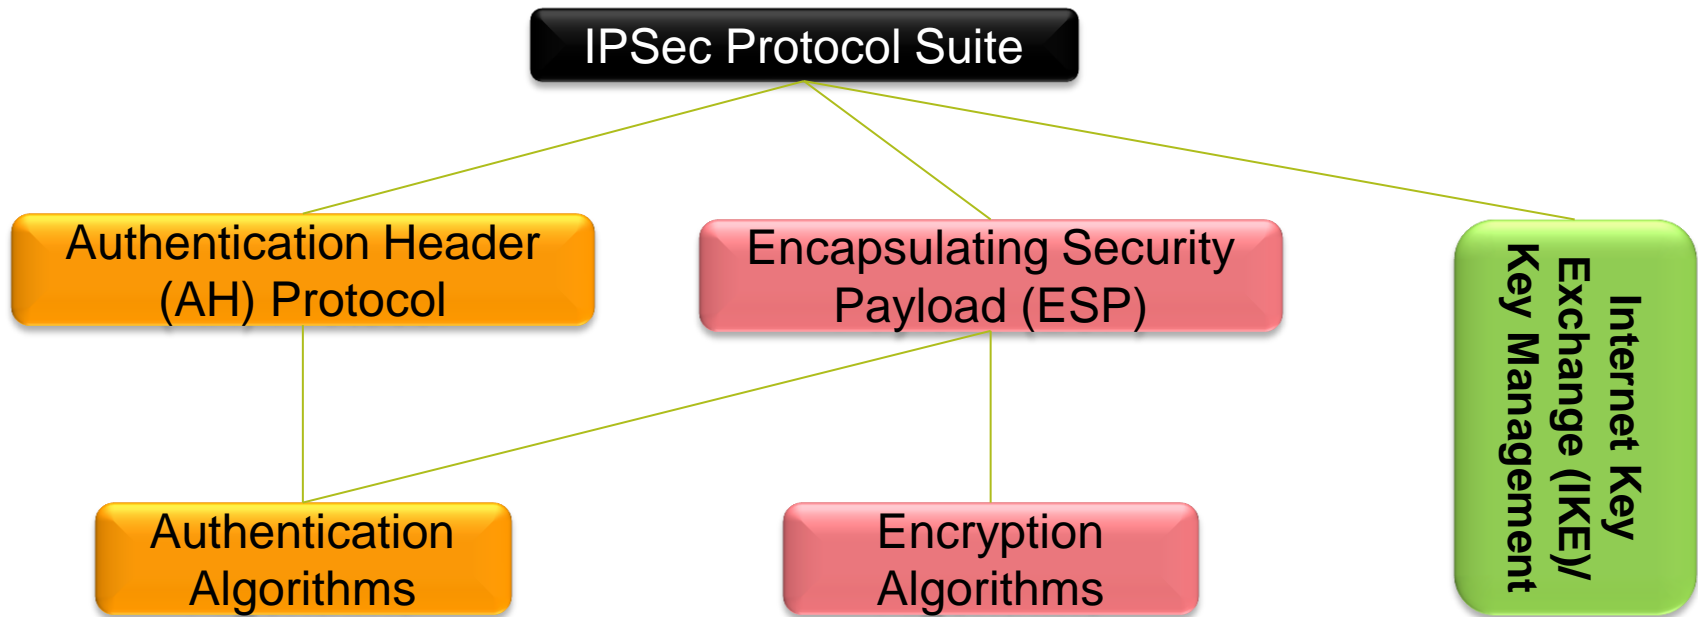 IPSec Protocol Suite
Authentication Header
(AH) Protocol
Encapsulating Security
Payload (ESP)
Internet Key
Exchange (IKE)/
Key Management
Authentication
Algorithms
Encryption
Algorithms